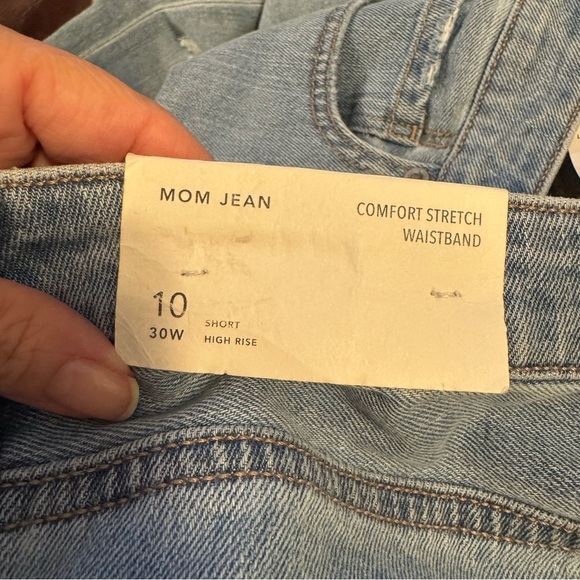 MOM JEAN
COMFORT STRETCH
WAISTBAND
10
30W
SHORT
HIGH RISE